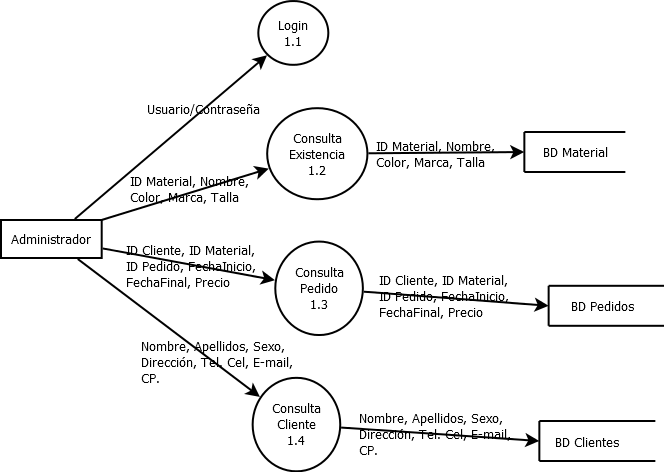 Login
1.1
Usuario/Contraseña
Consulta
Existencia
1.2
ID Material, Nombre,
Color, Marca, Talla
BD Material
ID Material, Nombre,
Color, Marca, Talla
Administrador
ID Cliente, ID Material,
ID Pedido, FechaInicio,
FechaFinal, Precio
Consulta
Pedido
1.3
ID Cliente, ID Material,
ID Pedido, FechaInicio,
FechaFinal, Precio
BD Pedidos
Nombre, Apellidos, Sexo,
Dirección, Tel. Cel, E-mail,
CP.
Consulta
Cliente
1.4
Nombre, Apellidos, Sexo,
Dirección, Tel. Cel, E-mail,
CP.
BD Clientes